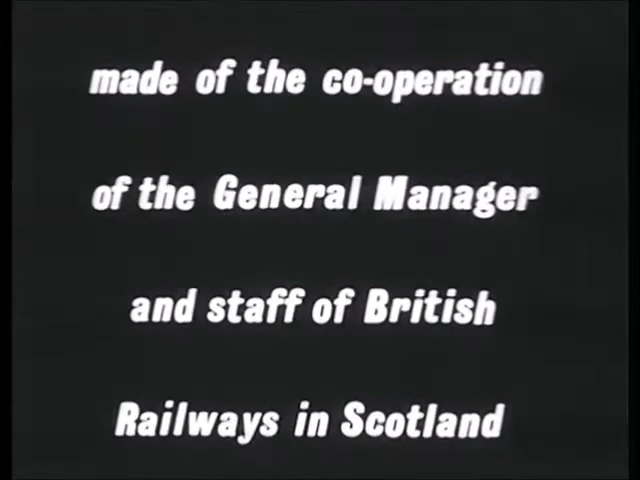 made of the co-operation
of the General Manager
and staff of British
Railways in Scotland